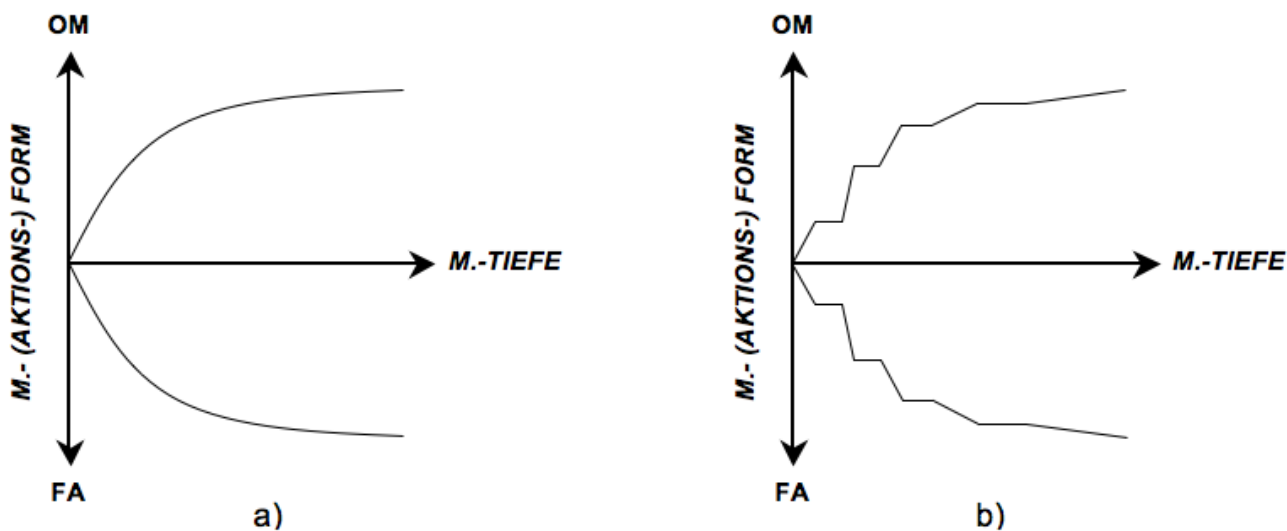 OM
M.- (AKTIONS-) FORM
M.-TIEFE
FA
a)
OM
M.- (AKTIONS-) FORM
M.-TIEFE
FA
b)